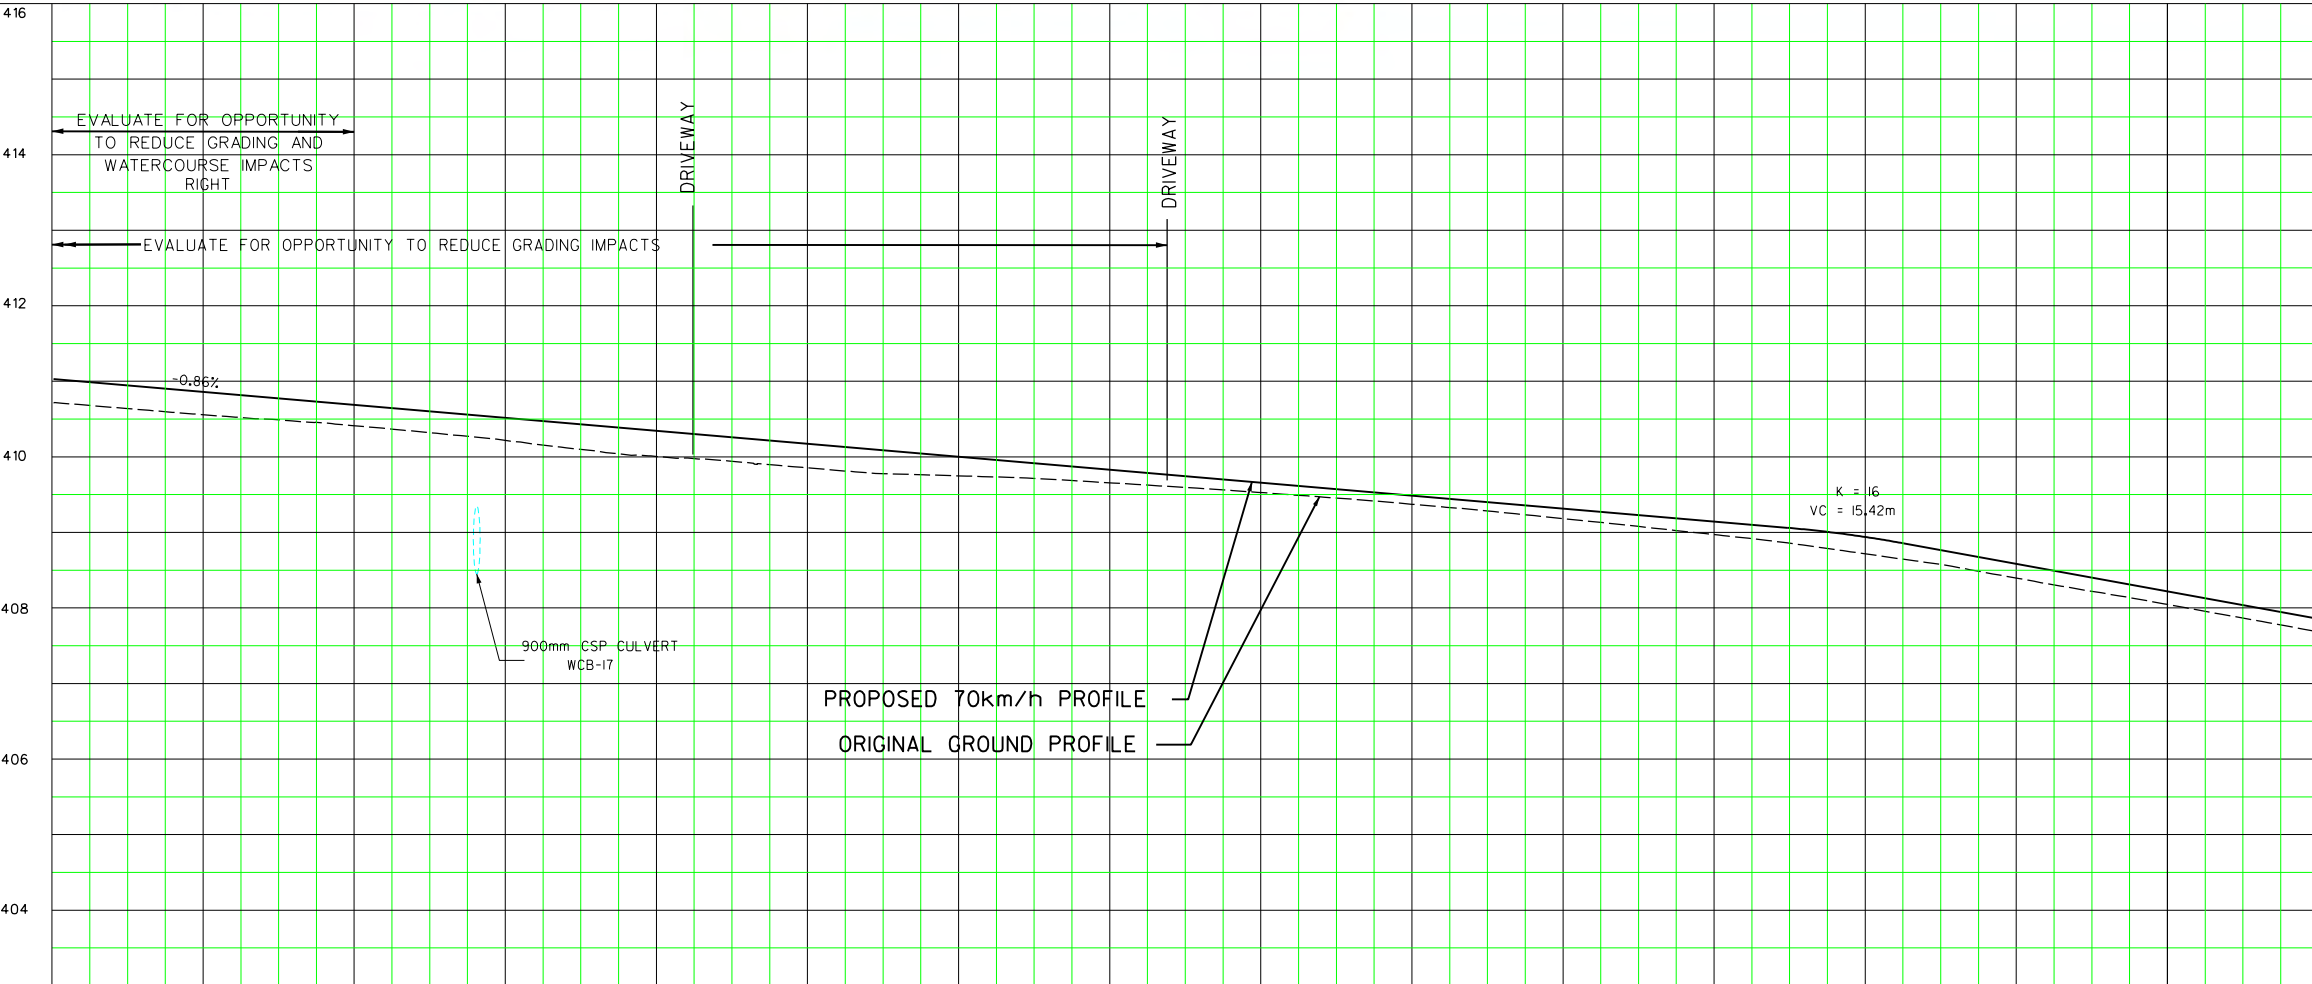 416
EVALUATE FOR OPPORTUNITY
TO REDUCE GRADING AND
WATERCOURSE IMPACTS
RIGHT
DRIVEWAY
DRIVEWAY
414
EVALUATE FOR OPPORTUNITY TO REDUCE GRADING IMPACTS
412
-0.86%
410
K = 16
VC = 15.42m
408
900mm CSP CULVERT
WCB-17
PROPOSED 70km/h PROFILE
ORIGINAL GROUND PROFILE
406
404